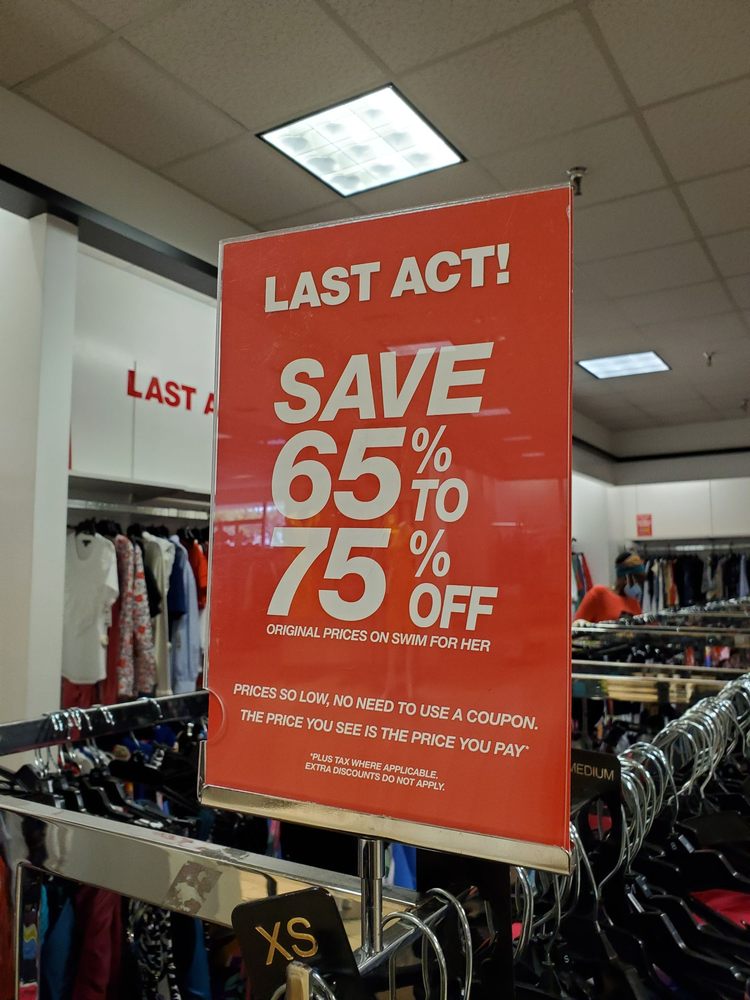 LAST ACT!
SAVE
65%
TO
75%
OFF
ORIGINAL PRICES ON SWIM FOR HER
PRICES SO LOW, NO NEED TO USE A COUPON.
THE PRICE YOU SEE IS THE PRICE YOU PAY*
*PLUS TAX WHERE APPLICABLE.
EXTRA DISCOUNTS DO NOT APPLY.
LAST A
MEDIUM
XS